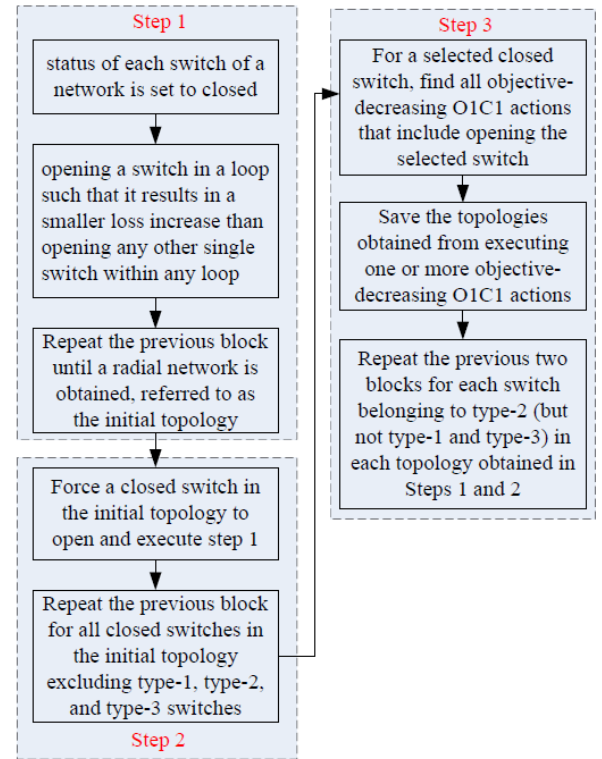 Step 1
status of each switch of a
network is set to closed
opening a switch in a loop
such that it results in a
smaller loss increase than
opening any other single
switch within any loop
Repeat the previous block
until a radial network is
obtained, referred to as
the initial topology
Force a closed switch in
the initial topology to
open and execute step 1
Repeat the previous block
for all closed switches in
the initial topology
excluding type-1, type-2,
and type-3 switches
Step 2
Step 3
For a selected closed
switch, find all objective-
decreasing O1C1 actions
that include opening the
selected switch
Save the topologies
obtained from executing
one or more objective-
decreasing O1C1 actions
Repeat the previous two
blocks for each switch
belonging to type-2 (but
not type-1 and type-3) in
each topology obtained in
Steps 1 and 2